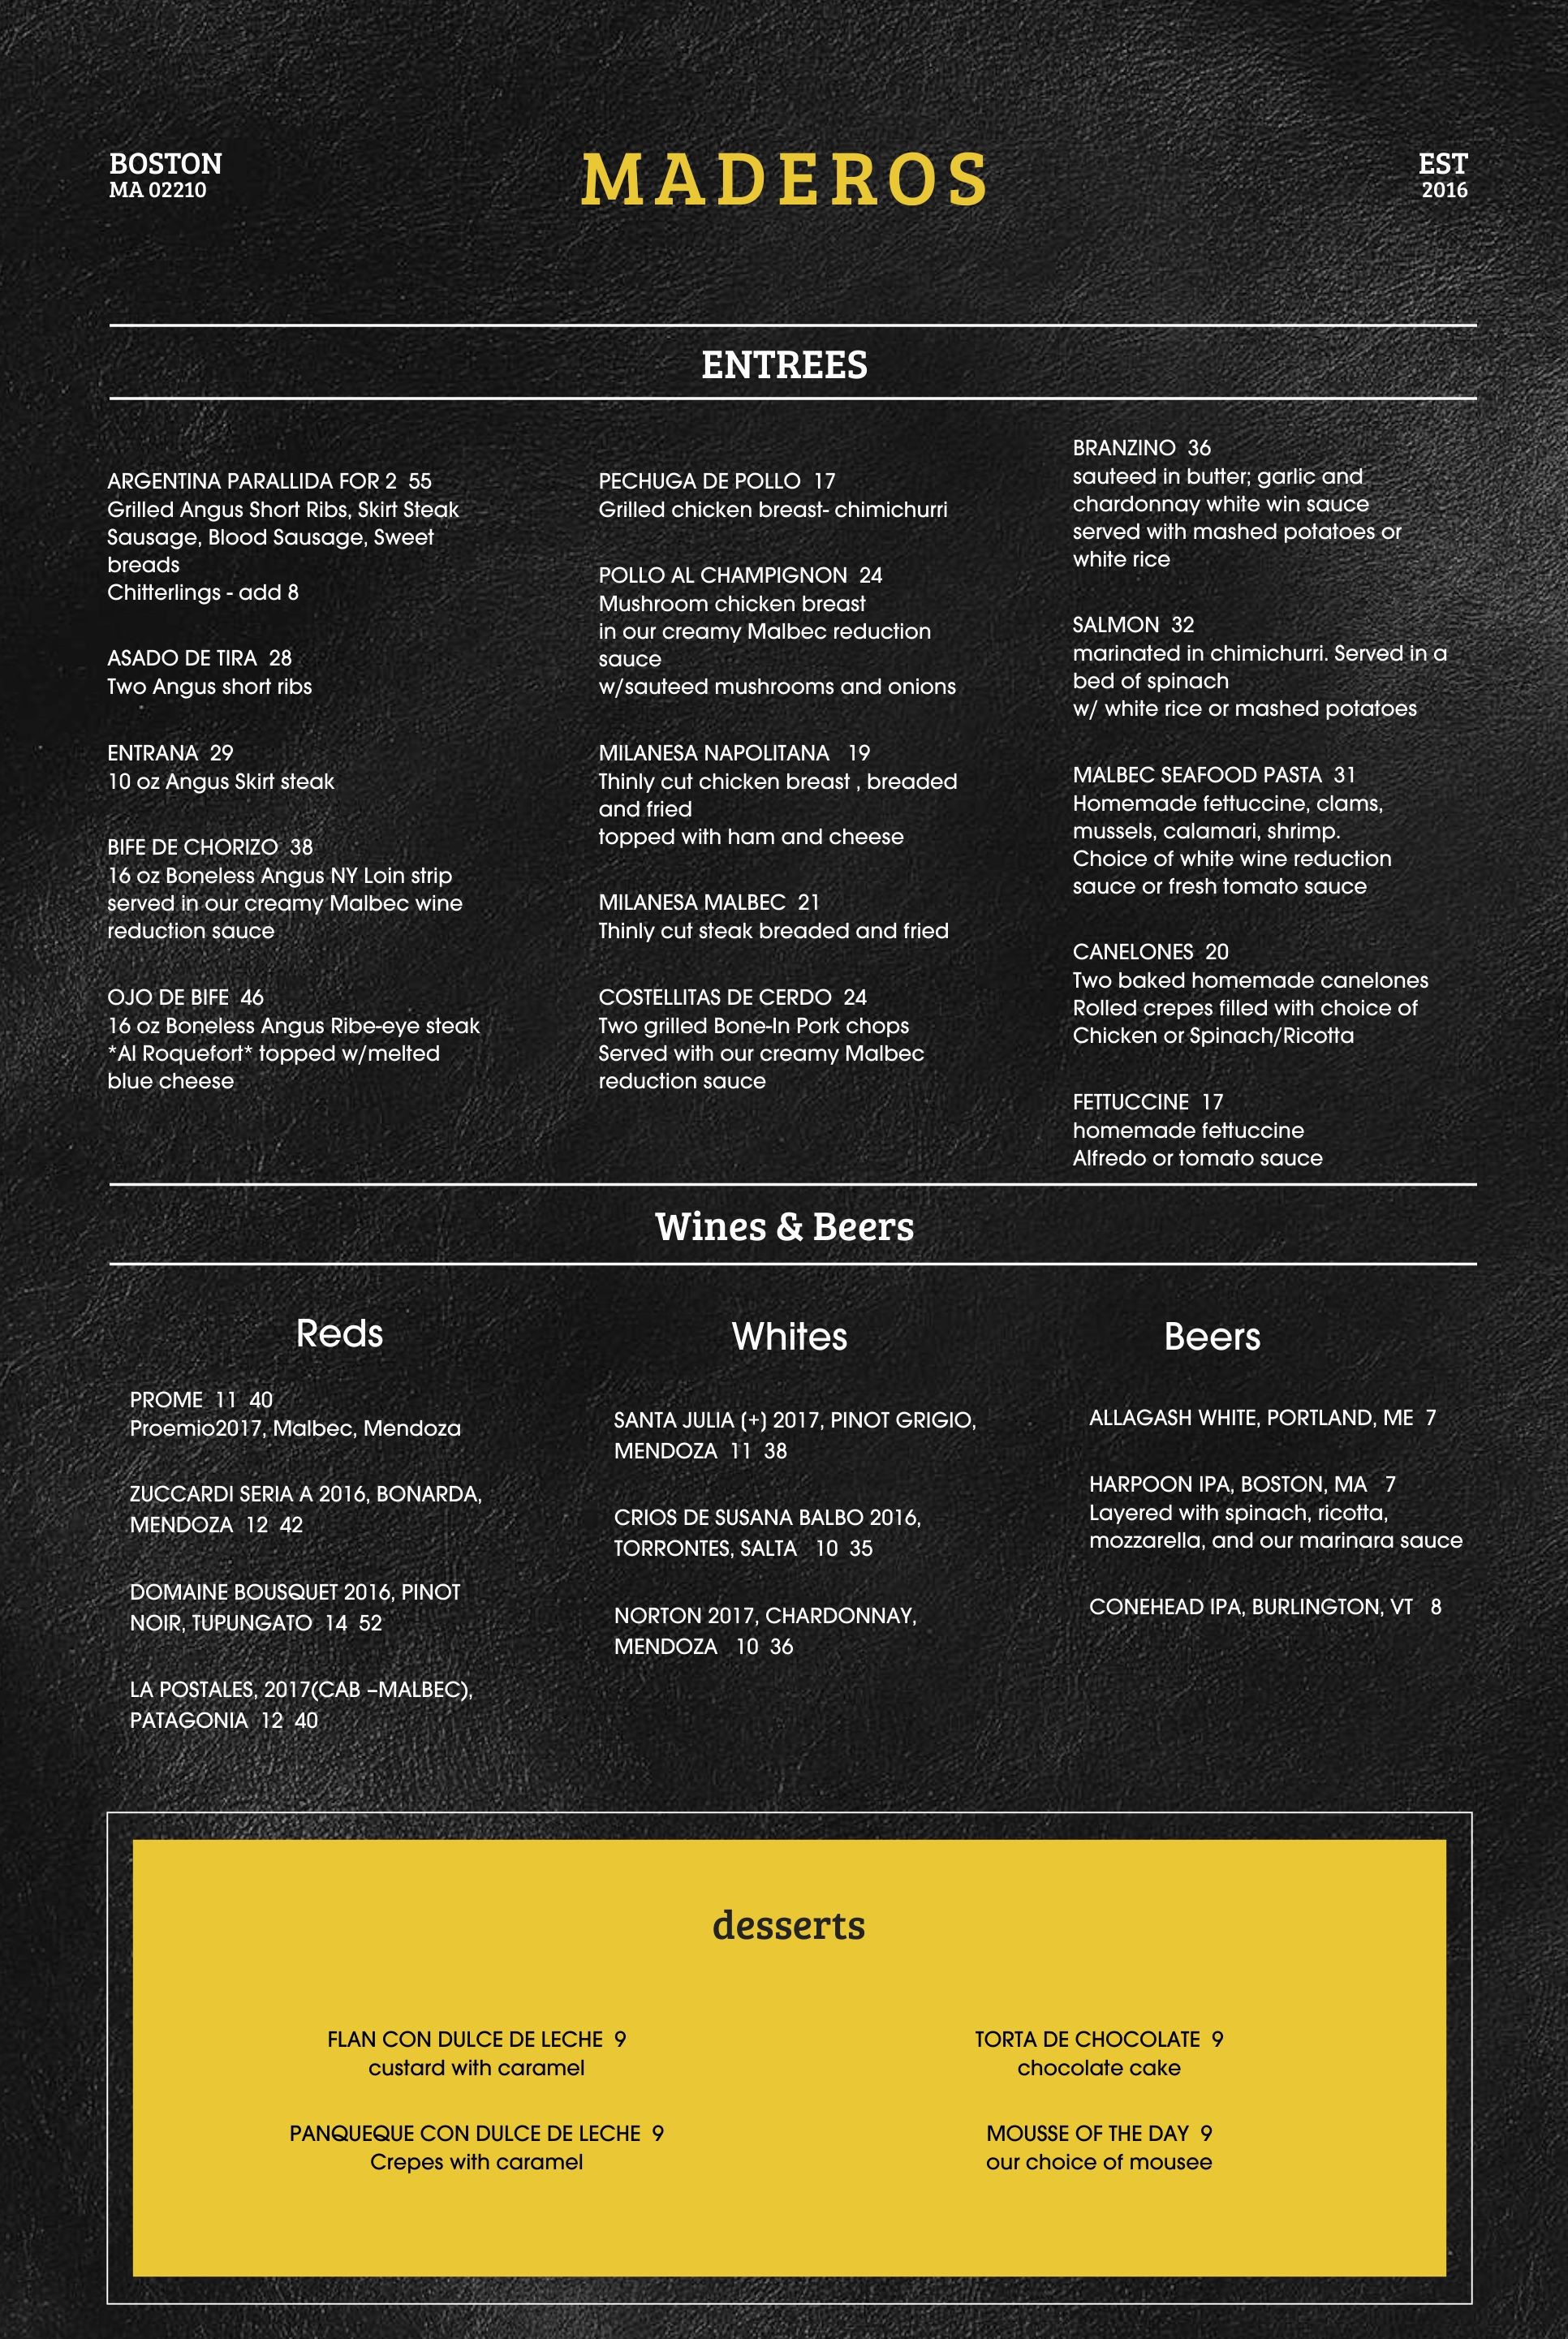 BOSTON
MA 02210
MADEROS
EST
2016
ENTREES
ARGENTINA PARALLIDA FOR 2 55
Grilled Angus Short Ribs, Skirt Steak
Sausage, Blood Sausage, Sweet
breads
Chitterlings - add 8
ASADO DE TIRA 28
Two Angus short ribs
ENTRANA 29
10 oz Angus Skirt steak
BIFE DE CHORIZO 38
16 oz Boneless Angus NY Loin strip
served in our creamy Malbec wine
reduction sauce
OJO DE BIFE 46
16 oz Boneless Angus Ribe-eye steak
*Al Roquefort* topped w/melted
blue cheese
PECHUGA DE POLLO 17
Grilled chicken breast- chimichurri
POLLO AL CHAMPIGNON 24
Mushroom chicken breast
in our creamy Malbec reduction
sauce
w/sauteed mushrooms and onions
MILANESA NAPOLITANA 19
Thinly cut chicken breast , breaded
and fried
topped with ham and cheese
MILANESA MALBEC 21
Thinly cut steak breaded and fried
COSTELLITAS DE CERDO 24
Two grilled Bone-In Pork chops
Served with our creamy Malbec
reduction sauce
BRANZINO 36
sauteed in butter; garlic and
chardonnay white win sauce
served with mashed potatoes or
white rice
SALMON 32
marinated in chimichurri. Served in a
bed of spinach
w/ white rice or mashed potatoes
MALBEC SEAFOOD PASTA 31
Homemade fettuccine, clams,
mussels, calamari, shrimp.
Choice of white wine reduction
sauce or fresh tomato sauce
CANELONES 20
Two baked homemade canelones
Rolled crepes filled with choice of
Chicken or Spinach/Ricotta
FETTUCCINE 17
homemade fettuccine
Alfredo or tomato sauce
Wines & Beers
Reds
PROME 11 40
Proemio2017, Malbec, Mendoza
ZUCCARDI SERIA A 2016, BONARDA,
MENDOZA 12 42
DOMAINE BOUSQUET 2016, PINOT
NOIR, TUPUNGATO 14 52
LA POSTALES, 2017(CAB –MALBEC),
PATAGONIA 12 40
Whites
SANTA JULIA (+) 2017, PINOT GRIGIO,
MENDOZA 11 38
CRIOS DE SUSANA BALBO 2016,
TORRONTES, SALTA 10 35
NORTON 2017, CHARDONNAY,
MENDOZA 10 36
Beers
ALLAGASH WHITE, PORTLAND, ME 7
HARPOON IPA, BOSTON, MA 7
Layered with spinach, ricotta,
mozzarella, and our marinara sauce
CONEHEAD IPA, BURLINGTON, VT 8
desserts
FLAN CON DULCE DE LECHE 9
custard with caramel
PANQUEQUE CON DULCE DE LECHE 9
Crepes with caramel
TORTA DE CHOCOLATE 9
chocolate cake
MOUSSE OF THE DAY 9
our choice of mousee